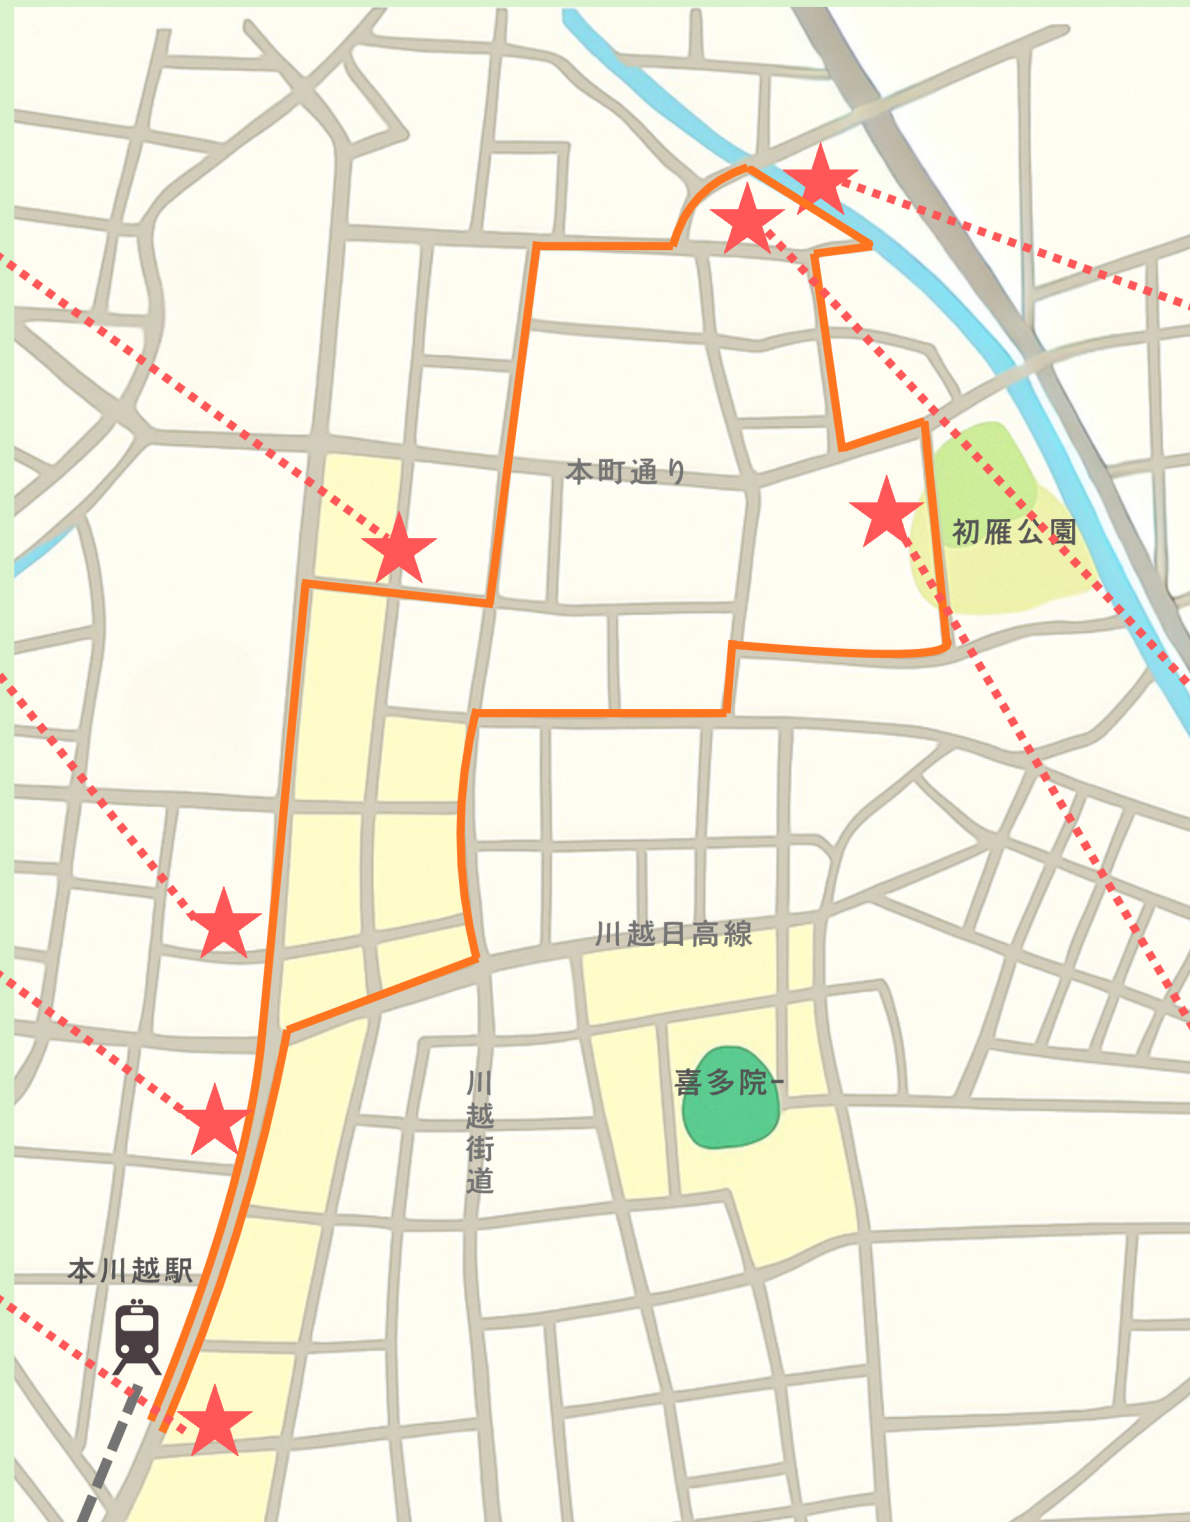 本町通り
初雁公園
川越日高線
喜多院-
川越街道
本川越駅